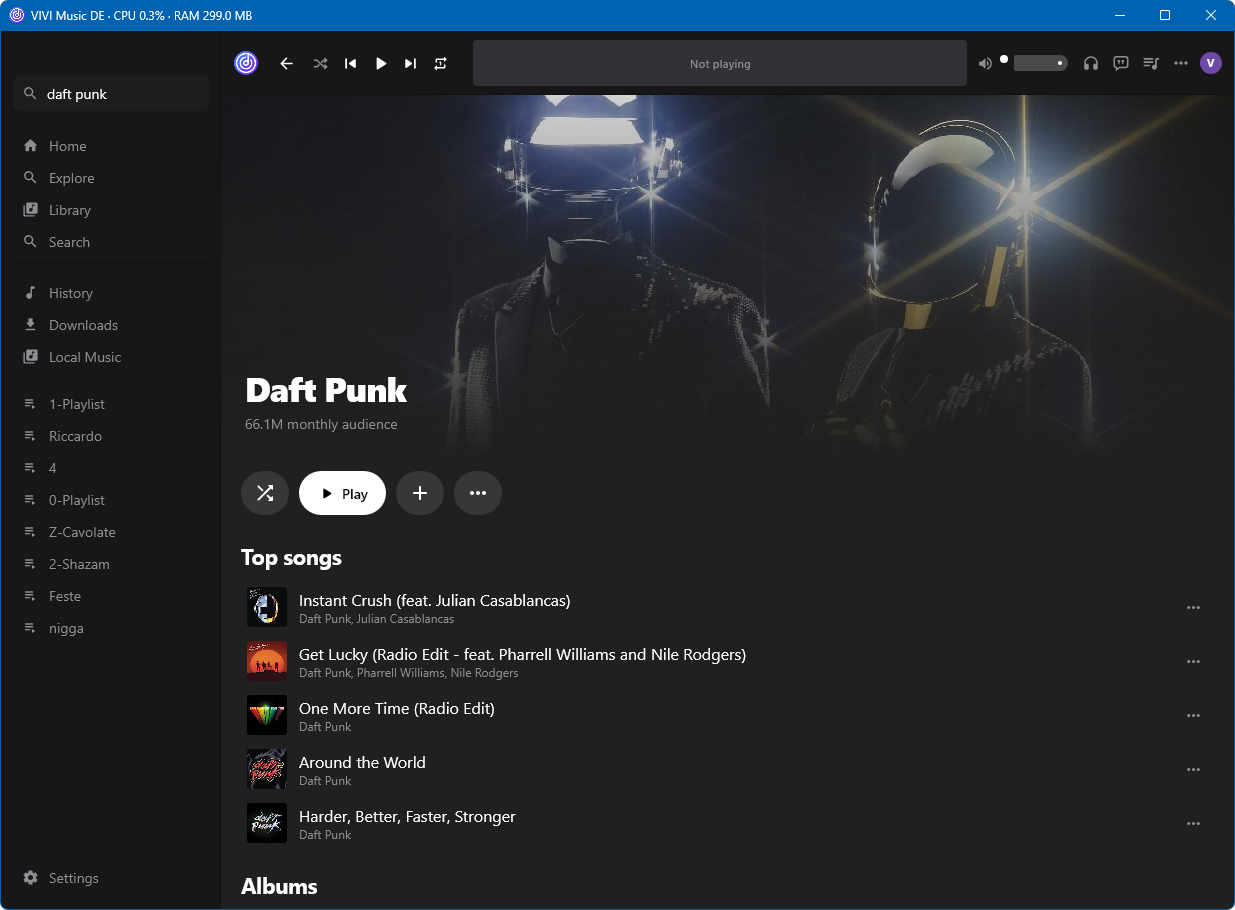 VIVI Music DE · CPU 0.3% · RAM 299.0 MB
Not playing
V
daft punk
Home
Explore
Library
Search
History
Downloads
Local Music
1-Playlist
Riccardo
4
0-Playlist
Z-Cavolate
2-Shazam
Feste
nigga
Settings
Daft Punk
66.1M monthly audience
Play
Top songs
Instant Crush (feat. Julian Casablancas)
Daft Punk, Julian Casablancas
Get Lucky (Radio Edit - feat. Pharrell Williams and Nile Rodgers)
Daft Punk, Pharrell Williams, Nile Rodgers
One More Time (Radio Edit)
Daft Punk
Around the World
Daft Punk
Harder, Better, Faster, Stronger
Daft Punk
Albums